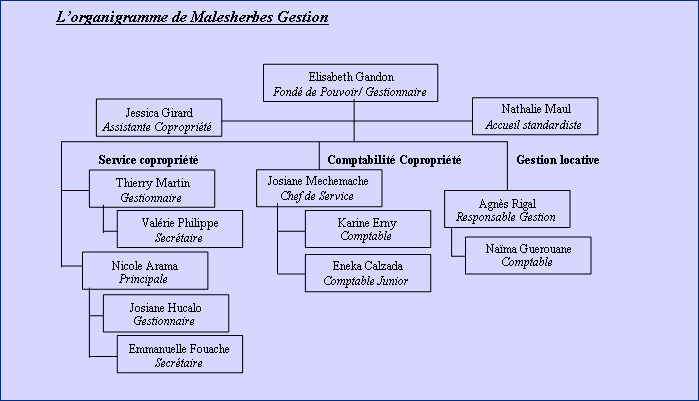 L'organigramme de Malesherbes Gestion
Elisabeth Gandon
Fondé de Pouvoir/ Gestionnaire
Jessica Girard
Assistante Copropriété
Nathalie Maul
Accueil standardiste
Service copropriété
Comptabilité Copropriété
Gestion locative
Thierry Martin
Gestionnaire
Valérie Philippe
Secrétaire
Nicole Arama
Principale
Josiane Hucalo
Gestionnaire
Emmanuelle Fouache
Secrétaire
Josiane Mechemache
Chef de Service
Karine Erny
Comptable
Eneka Calzada
Comptable Junior
Agnès Rigal
Responsable Gestion
Naïma Guerouane
Comptable